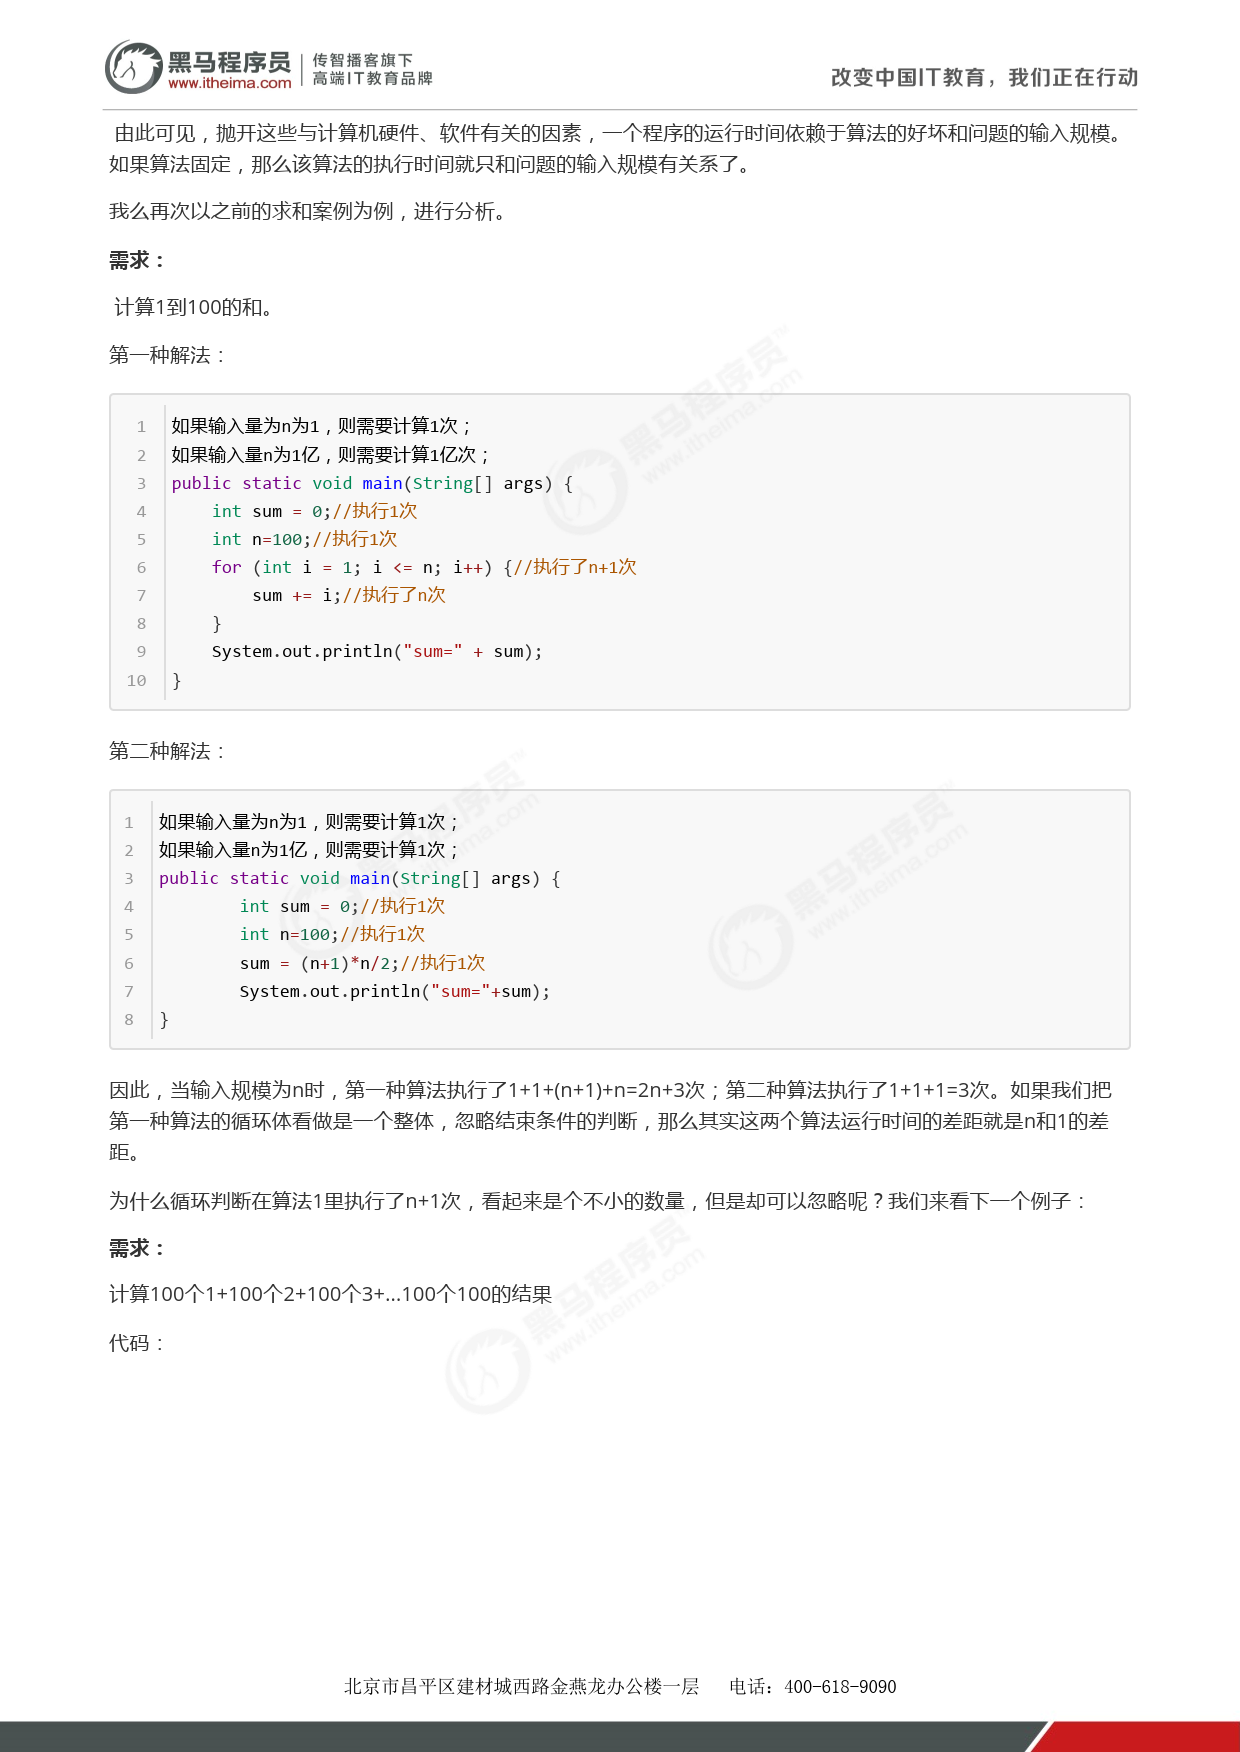 黑马程序员
www.itheima.com
传智播客旗下
高端IT教育品牌
改变中国IT教育，我们正在行动
由此可见，抛开这些与计算机硬件、软件有关的因素，一个程序的运行时间依赖于算法的好坏和问题的输入规模。
如果算法固定，那么该算法的执行时间就只和问题的输入规模有关系了。
我么再次以之前的求和案例为例，进行分析。
需求：
计算1到100的和。
第一种解法：
1 如果输入量为n为1，则需要计算1次；
2 如果输入量n为1亿，则需要计算1亿次；
3 public static void main(String[] args) {
4     int sum = 0;//执行1次
5     int n=100;//执行1次
6     for (int i = 1; i <= n; i++) {//执行了n+1次
7         sum += i;//执行了n次
8     }
9     System.out.println("sum=" + sum);
10 }
第二种解法：
1 如果输入量为n为1，则需要计算1次；
2 如果输入量n为1亿，则需要计算1次；
3 public static void main(String[] args) {
4         int sum = 0;//执行1次
5         int n=100;//执行1次
6         sum = (n+1)*n/2;//执行1次
7         System.out.println("sum="+sum);
8 }
因此，当输入规模为n时，第一种算法执行了1+1+(n+1)+n=2n+3次；第二种算法执行了1+1+1=3次。如果我们把
第一种算法的循环体看做是一个整体，忽略结束条件的判断，那么其实这两个算法运行时间的差距就是n和1的差
距。
为什么循环判断在算法1里执行了n+1次，看起来是个不小的数量，但是却可以忽略呢？我们来看下一个例子：
需求：
计算100个1+100个2+100个3+...100个100的结果
代码：
北京市昌平区建材城西路金燕龙办公楼一层 电话：400-618-9090